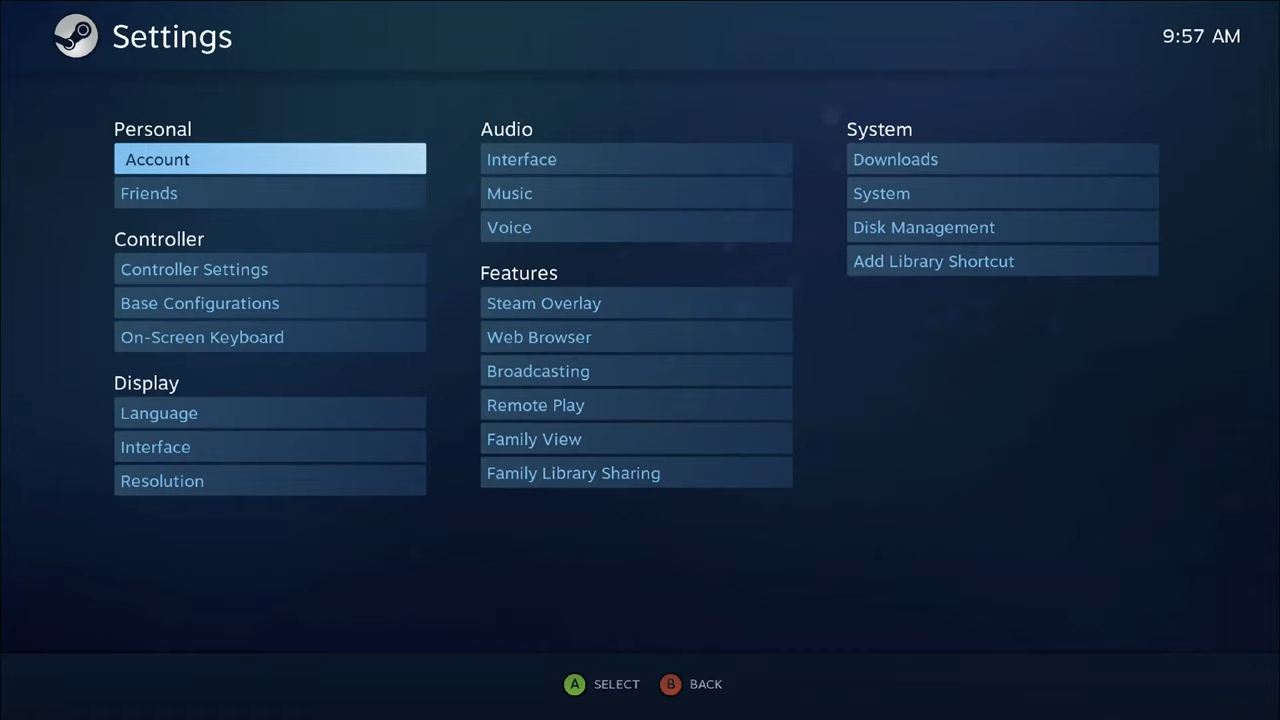 Settings
9:57 AM
Personal
Account
Friends
Controller
Controller Settings
Base Configurations
On-Screen Keyboard
Display
Language
Interface
Resolution
Audio
Interface
Music
Voice
Features
Steam Overlay
Web Browser
Broadcasting
Remote Play
Family View
Family Library Sharing
System
Downloads
System
Disk Management
Add Library Shortcut
A SELECT B BACK